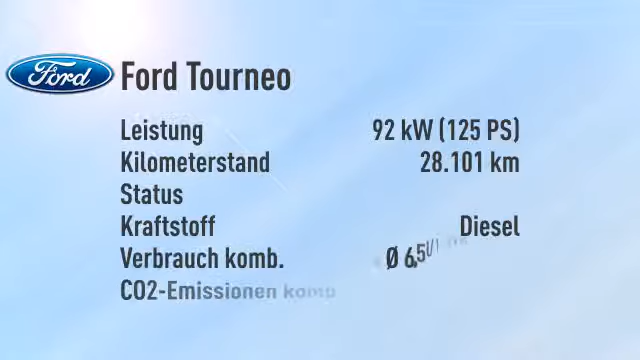 Ford Ford Tourneo
Leistung 92 kW (125 PS)
Kilometerstand 28.101 km
Status
Kraftstoff Diesel
Verbrauch komb. Ø 6,5
CO2-Emissionen komb